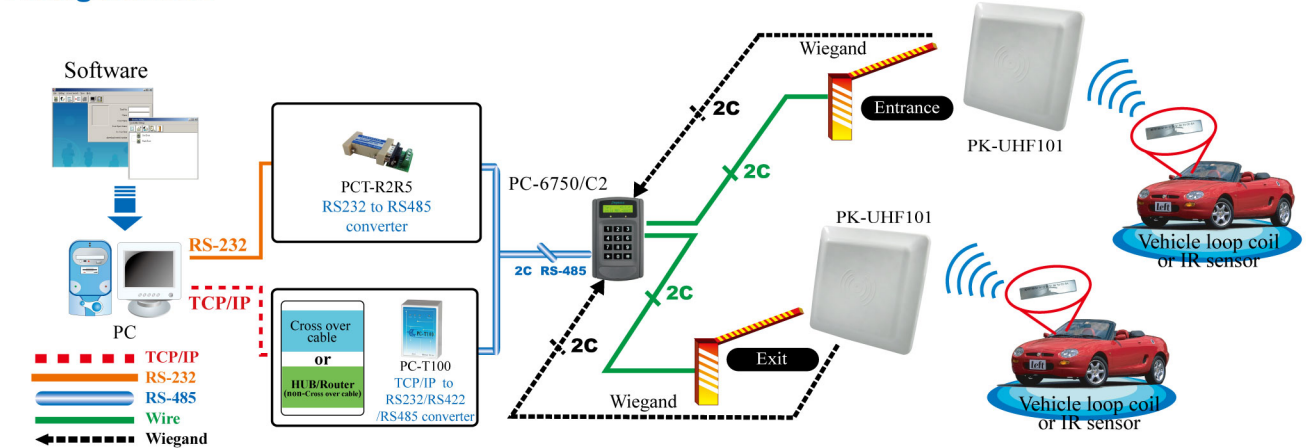 Software
PC
RS-232
TCP/IP
PCT-R2R5
RS232 to RS485
converter
Cross over
cable
or
HUB/Router
(non-Cross over cable)
PC-T100
TCP/IP to
RS232/RS422
/RS485 converter
2C RS-485
PC-6750/C2
Wiegand
2C
2C
Entrance
PK-UHF101
left
Vehicle loop coil
or IR sensor
2C
2C
Wiegand
Exit
PK-UHF101
left
Vehicle loop coil
or IR sensor
TCP/IP
RS-232
RS-485
Wire
Wiegand